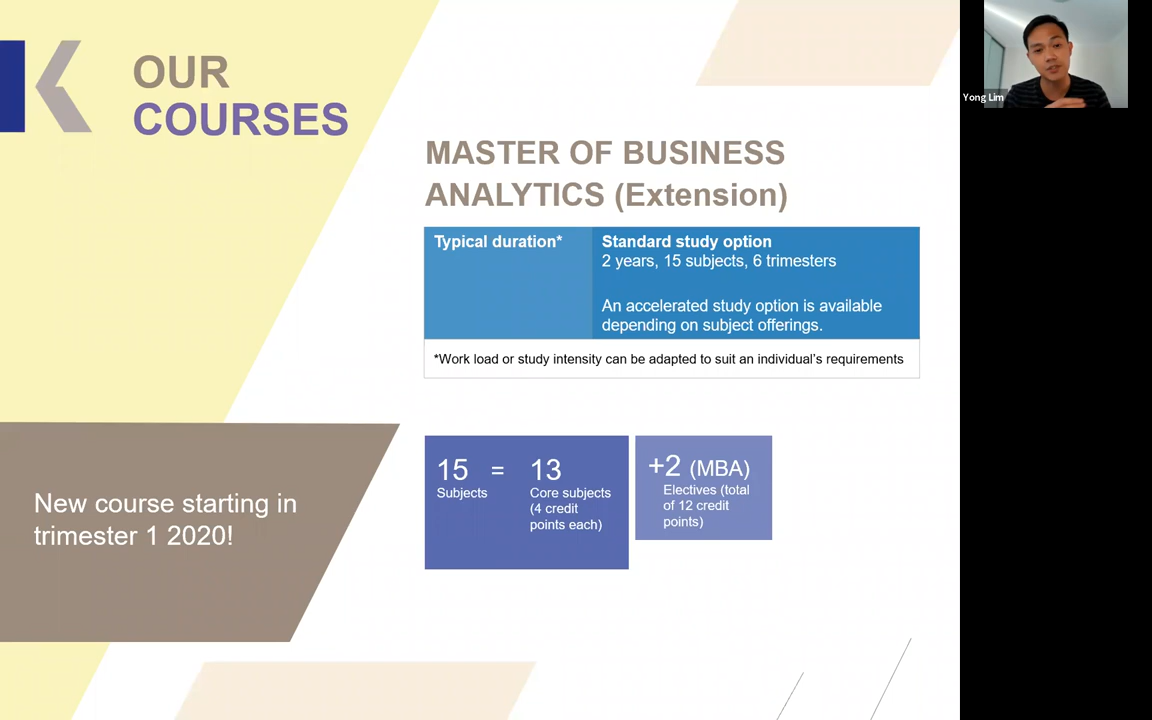 OUR
COURSES
MASTER OF BUSINESS
ANALYTICS (Extension)
Typical duration*
Standard study option
2 years, 15 subjects, 6 trimesters
An accelerated study option is available
depending on subject offerings.
*Work load or study intensity can be adapted to suit an individual's requirements
15 = 13
Subjects
Core subjects
(4 credit
points each)
+2 (MBA)
Electives (total
of 12 credit
points)
New course starting in
trimester 1 2020!
Yong Lim